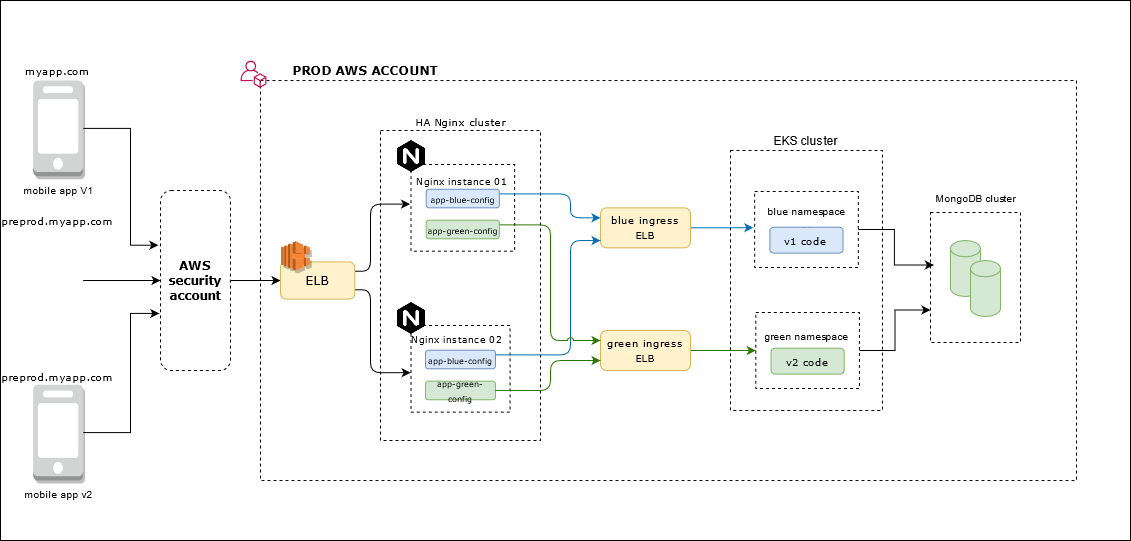 PROD AWS ACCOUNT
myapp.com
mobile app V1
preprod.myapp.com
AWS
security
account
preprod.myapp.com
mobile app v2
ELB
HA Nginx cluster
N
Nginx instance 01
app-blue-config
app-green-config
N
Nginx instance 02
app-blue-config
app-green-
config
blue ingress
ELB
green ingress
ELB
EKS cluster
blue namespace
v1 code
green namespace
v2 code
MongoDB cluster